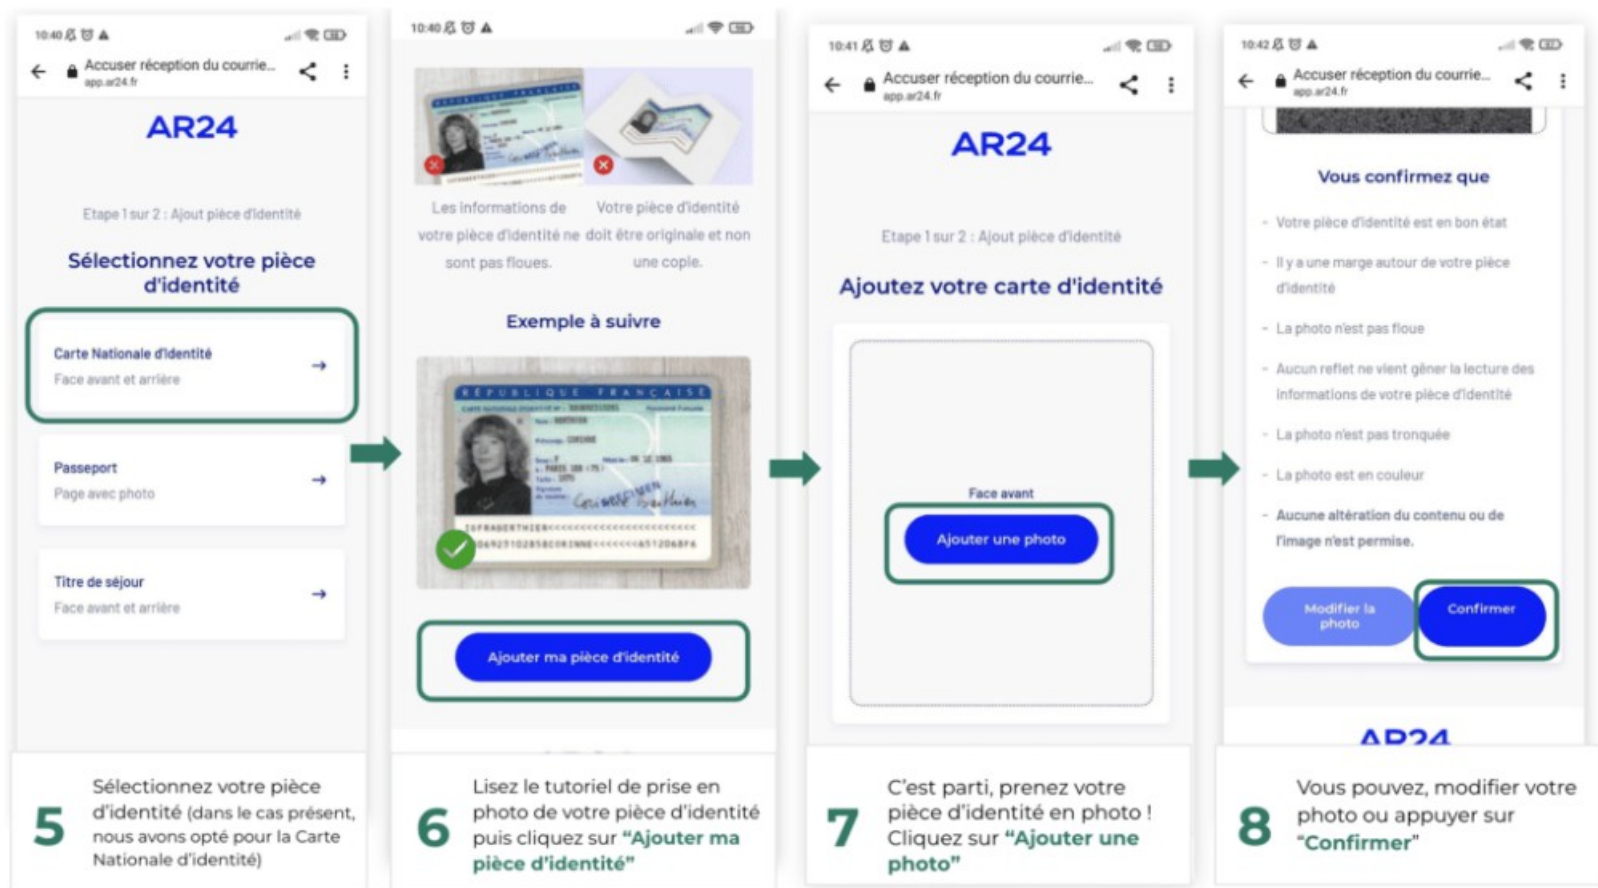 10:40
Accuser réception du courrie...
app.ar24.fr
AR24
Etape 1 sur 2 : Ajout pièce d'identité
Sélectionnez votre pièce
d'identité
Carte Nationale d'identité
Face avant et arrière
Passeport
Page avec photo
Titre de séjour
Face avant et arrière
5
Sélectionnez votre pièce
d'identité (dans le cas présent,
nous avons opté pour la Carte
Nationale d'identité)
10:40
Les informations de
votre pièce d'identité ne
sont pas floues.
Votre pièce d'identité
doit être originale et non
une copie.
Exemple à suivre
RÉPUBLIQUE FRANÇAISE
SPECIMEN
Ajouter ma pièce d'identité
6
Lisez le tutoriel de prise en
photo de votre pièce d'identité
puis cliquez sur “Ajouter ma
pièce d'identité”
10:41
Accuser réception du courrie...
app.ar24.fr
AR24
Etape 1 sur 2 : Ajout pièce d'identité
Ajoutez votre carte d'identité
Face avant
Ajouter une photo
7
C'est parti, prenez votre
pièce d'identité en photo !
Cliquez sur “Ajouter une
photo”
10:42
Accuser réception du courrie...
app.ar24.fr
Vous confirmez que
- Votre pièce d'identité est en bon état
- Il y a une marge autour de votre pièce
d'identité
- La photo n'est pas floue
- Aucun reflet ne vient gêner la lecture des
informations de votre pièce d'identité
- La photo n'est pas tronquée
- La photo est en couleur
- Aucune altération du contenu ou de
l'image n'est permise.
Modifier la
photo
Confirmer
AR24
8
Vous pouvez, modifier votre
photo ou appuyer sur
“Confirmer”